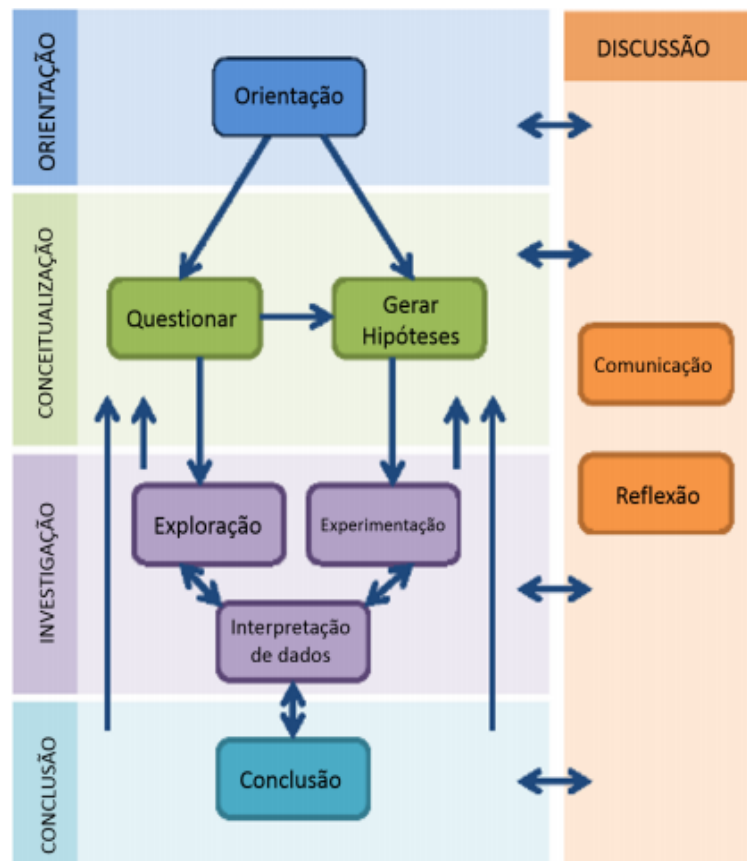 ORIENTAÇÃO
Orientação
DISCUSSÃO
CONCEITUALIZAÇÃO
Questionar
Gerar
Hipóteses
Comunicação
Reflexão
INVESTIGAÇÃO
Exploração
Experimentação
Interpretação
de dados
CONCLUSÃO
Conclusão